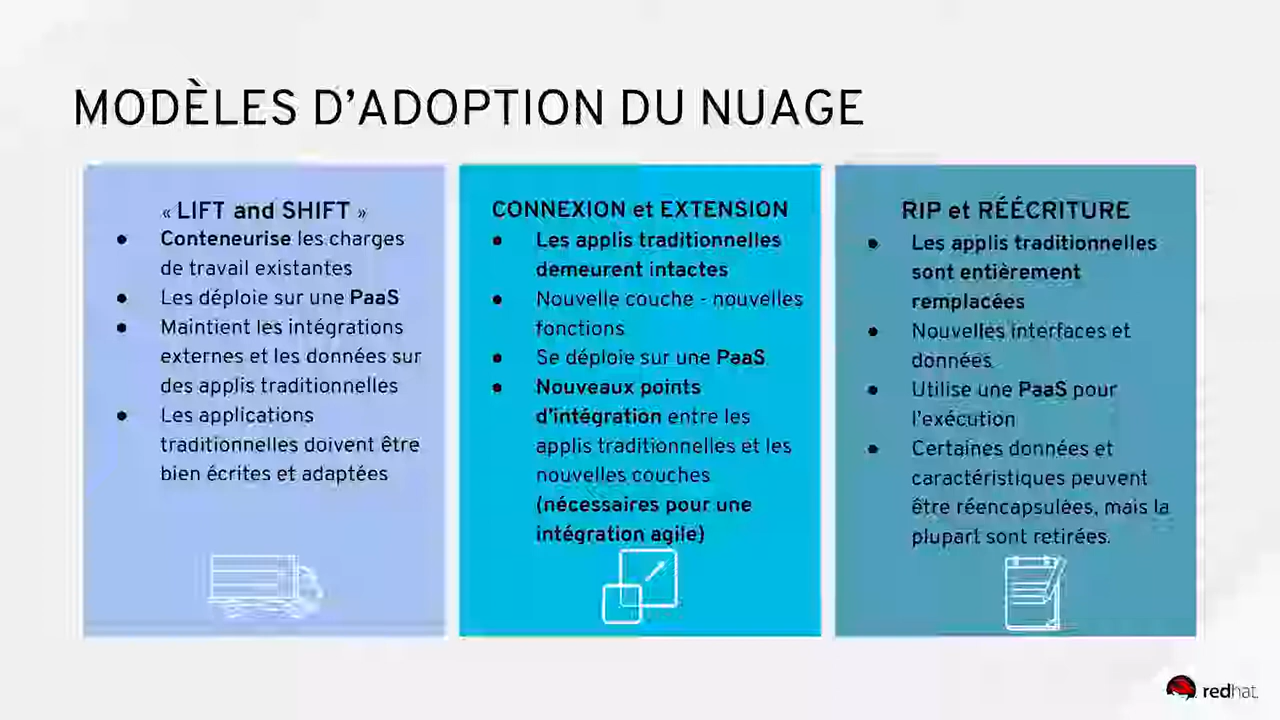 MODÈLES D'ADOPTION DU NUAGE
« LIFT and SHIFT »
● Conteneurise les charges
de travail existantes
● Les déploie sur une PaaS
● Maintient les intégrations
externes et les données sur
des applis traditionnelles
● Les applications
traditionnelles doivent être
bien écrites et adaptées
CONNEXION et EXTENSION
● Les applis traditionnelles
demeurent intactes
● Nouvelle couche - nouvelles
fonctions
● Se déploie sur une PaaS
● Nouveaux points
d'intégration entre les
applis traditionnelles et les
nouvelles couches
(nécessaires pour une
intégration agile)
RIP et RÉÉCRITURE
● Les applis traditionnelles
sont entièrement
remplacées
● Nouvelles interfaces et
données
● Utilise une PaaS pour
l'exécution
● Certaines données et
caractéristiques peuvent
être réencapsulées, mais la
plupart sont retirées.
redhat